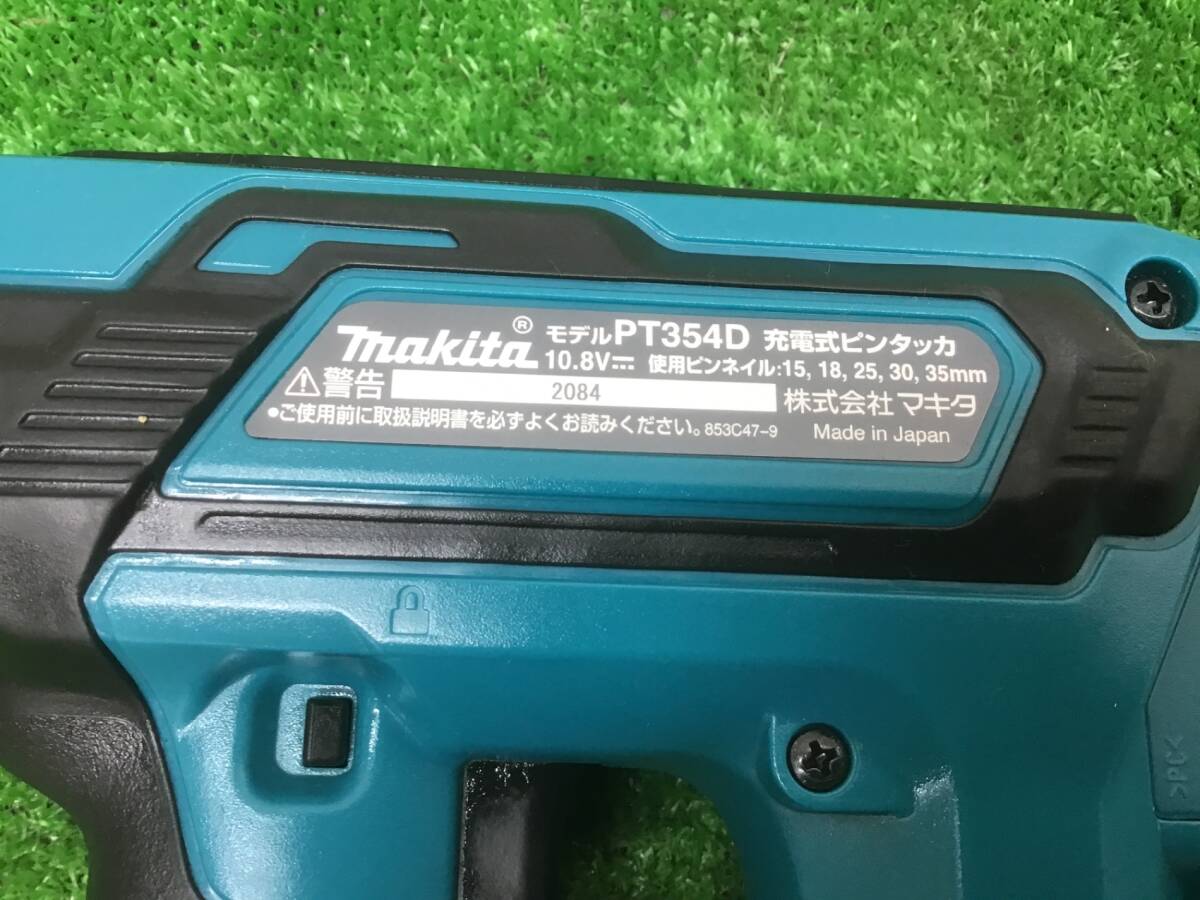 makita® モデルPT354D 充電式ピンタッカ
10.8V⎓ 使用ピンネイル:15, 18, 25, 30, 35mm
⚠警告 2084 株式会社マキタ
●ご使用前に取扱説明書を必ずよくお読みください。853C47-9 Made in Japan
>PC<